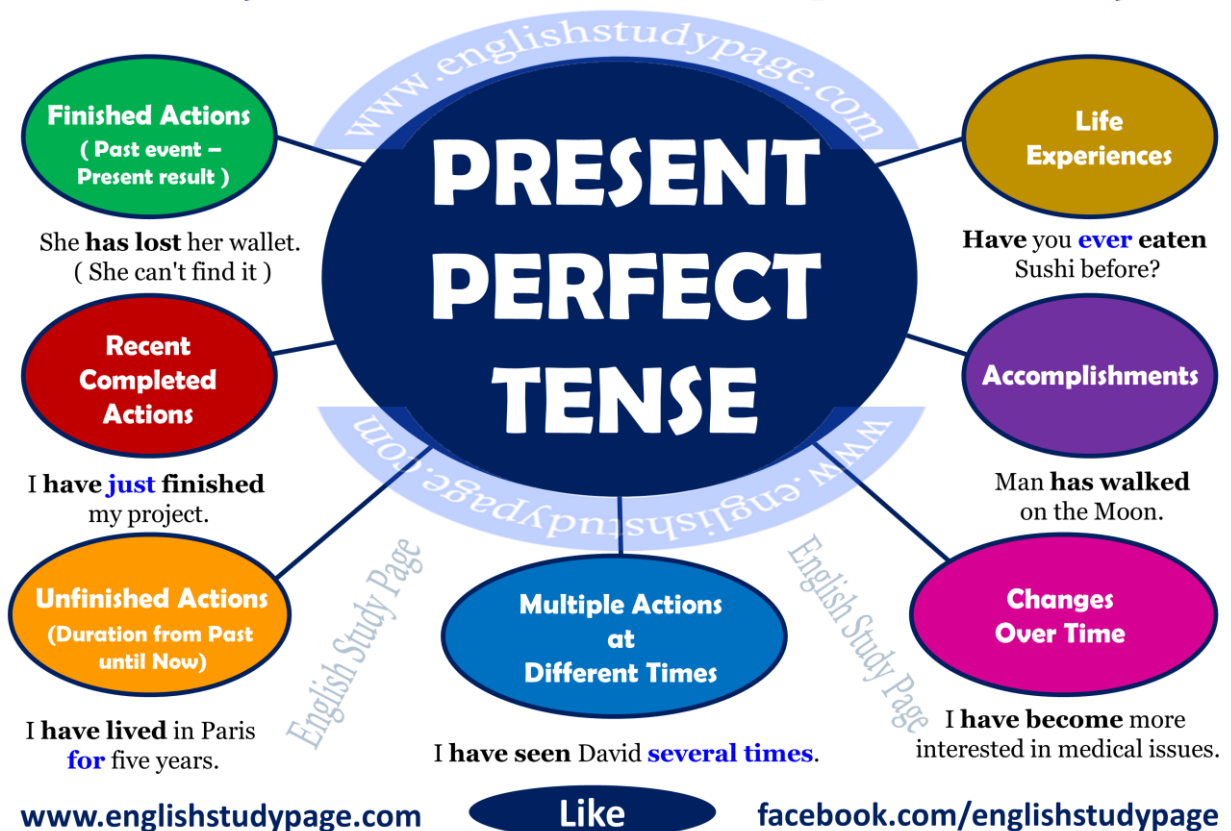 www.englishstudypage.com
PRESENT
PERFECT
TENSE
www.englishstudypage.com
Finished Actions
( Past event –
Present result )
She has lost her wallet.
( She can't find it )
Recent
Completed
Actions
I have just finished
my project.
Unfinished Actions
(Duration from Past
until Now)
I have lived in Paris
for five years.
English Study Page
Multiple Actions
at
Different Times
I have seen David several times.
English Study Page
Life
Experiences
Have you ever eaten
Sushi before?
Accomplishments
Man has walked
on the Moon.
Changes
Over Time
I have become more
interested in medical issues.
www.englishstudypage.com
Like
facebook.com/englishstudypage